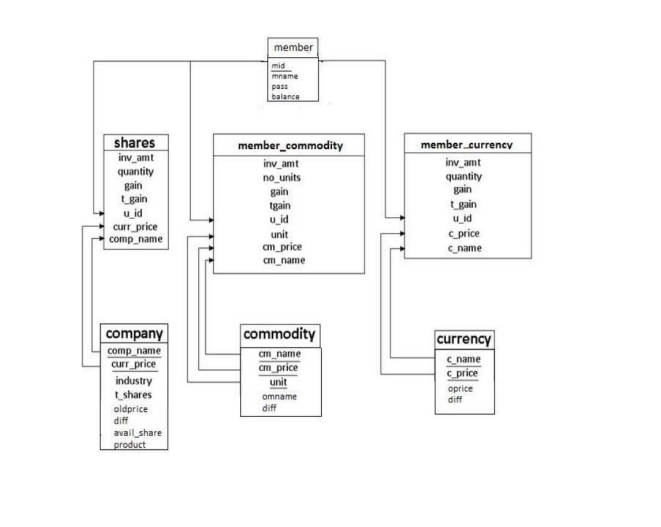 member
mid
mname
pass
balance
shares
inv_amt
quantity
gain
t_gain
u_id
curr_price
comp_name
member_commodity
inv_amt
no_units
gain
tgain
u_id
unit
cm_price
cm_name
member_currency
inv_amt
quantity
gain
t_gain
u_id
c_price
c_name
company
comp_name
curr_price
industry
t_shares
oldprice
diff
avail_share
product
commodity
cm_name
cm_price
unit
omname
diff
currency
c_name
c_price
oprice
diff